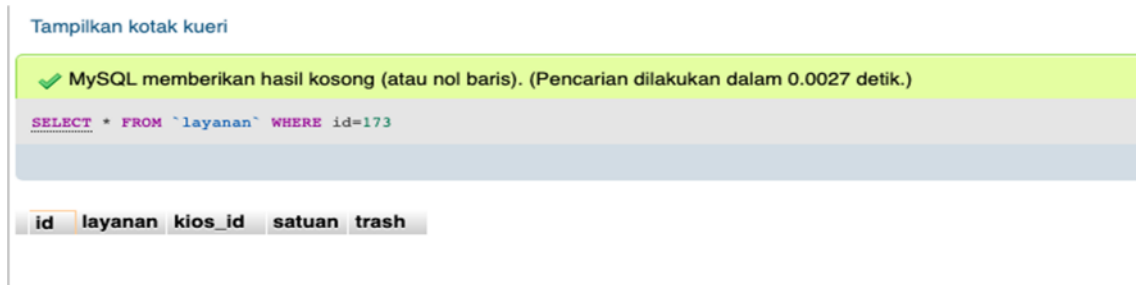 Tampilkan kotak kueri
MySQL memberikan hasil kosong (atau nol baris). (Pencarian dilakukan dalam 0.0027 detik.)
SELECT * FROM `layanan` WHERE id=173
id layanan kios_id satuan trash